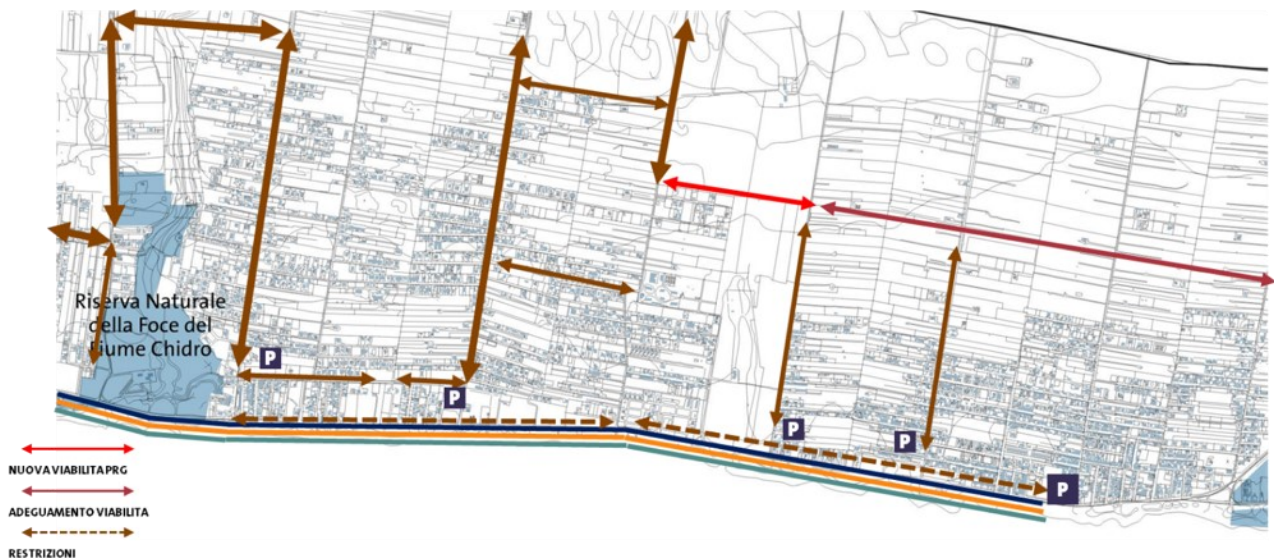 Riserva Naturale
della Foce del
Fiume Chidro
P
P
P
P
P
NUOVA VIABILITA PRG
ADEGUAMENTO VIABILITA
RESTRIZIONI